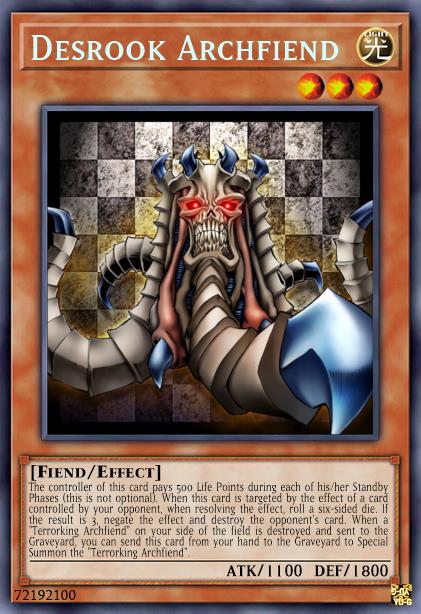 Desrook Archfiend
LIGHT
光
[Fiend/Effect]
The controller of this card pays 500 Life Points during each of his/her Standby
Phases (this is not optional). When this card is targeted by the effect of a card
controlled by your opponent, when resolving the effect, roll a six-sided die. If
the result is 3, negate the effect and destroy the opponent's card. When a
"Terrorking Archfiend" on your side of the field is destroyed and sent to the
Graveyard, you can send this card from your hand to the Graveyard to Special
Summon the "Terrorking Archfiend".
ATK/1100 DEF/1800
72192100